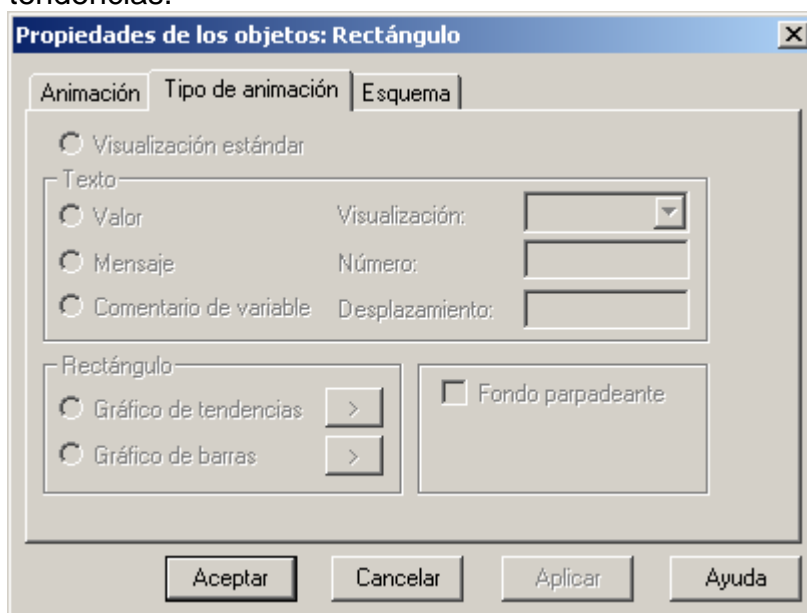 tendencias.
Propiedades de los objetos: Rectángulo
Animación Tipo de animación Esquema
Visualización estándar
Texto
Valor Visualización:
Mensaje Número:
Comentario de variable Desplazamiento:
Rectángulo
Gráfico de tendencias >
Fondo parpadeante
Gráfico de barras >
Aceptar Cancelar Aplicar Ayuda